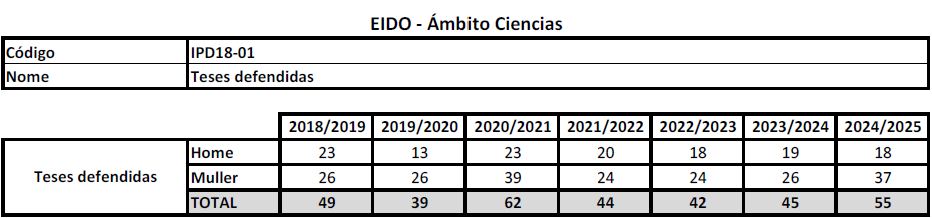 EIDO - Ámbito Ciencias
Código IPD18-01
Nome Teses defendidas
2018/2019 2019/2020 2020/2021 2021/2022 2022/2023 2023/2024 2024/2025
Home 23 13 23 20 18 19 18
Teses defendidas Muller 26 26 39 24 24 26 37
TOTAL 49 39 62 44 42 45 55